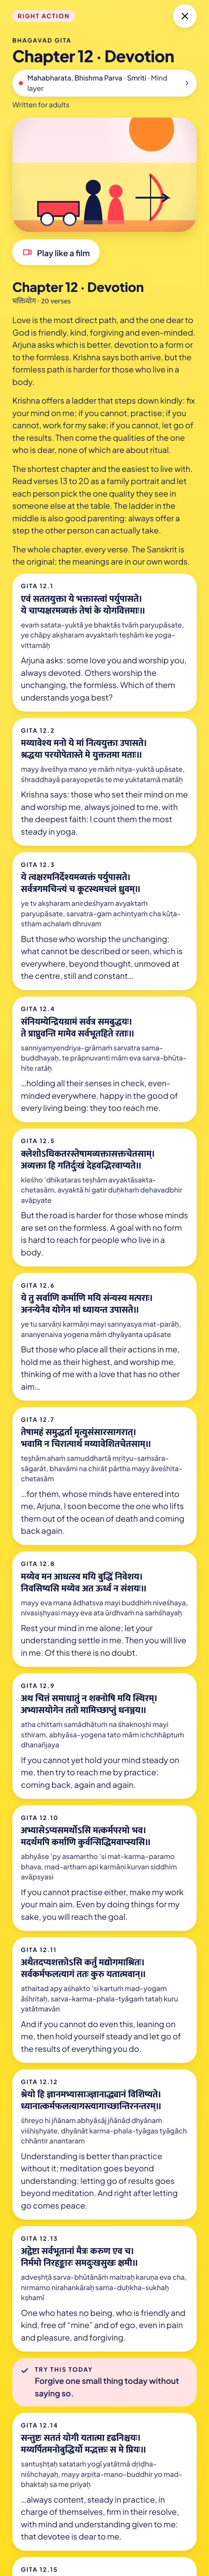 RIGHT ACTION
BHAGAVAD GITA
Chapter 12 · Devotion
Mahabharata, Bhishma Parva · Smriti · Mind
layer
Written for adults
Play like a film
Chapter 12 · Devotion
भक्तियोग · 20 verses
Love is the most direct path, and the one dear to
God is friendly, kind, forgiving and even-minded.
Arjuna asks which is better, devotion to a form or
to the formless. Krishna says both arrive, but the
formless path is harder for those who live in a
body.
Krishna offers a ladder that steps down kindly: fix
your mind on me; if you cannot, practise; if you
cannot, work for my sake; if you cannot, let go of
the results. Then come the qualities of the one
who is dear, none of which are about ritual.
The shortest chapter and the easiest to live with.
Read verses 13 to 20 as a family portrait and let
each person pick the one quality they see in
someone else at the table. The ladder in the
middle is also good parenting: always offer a
step the other person can actually take.
The whole chapter, every verse. The Sanskrit is
the original; the meanings are in our own words.
GITA 12.1
एवं सततयुक्ता ये भक्तास्त्वां पर्युपासते।
ये चाप्यक्षरमव्यक्तं तेषां के योगवित्तमाः॥
evaṁ satata-yuktā ye bhaktās tvāṁ paryupāsate,
ye chāpy akṣharam avyaktaṁ teṣhāṁ ke yoga-
vittamāḥ
Arjuna asks: some love you and worship you,
always devoted. Others worship the
unchanging, the formless. Which of them
understands yoga best?
GITA 12.2
मय्यावेश्य मनो ये मां नित्ययुक्ता उपासते।
श्रद्धया परयोपेतास्ते मे युक्ततमा मताः॥
mayy āveśhya mano ye māṁ nitya-yuktā upāsate,
śhraddhayā parayopetās te me yuktatamā matāḥ
Krishna says: those who set their mind on me
and worship me, always joined to me, with
the deepest faith: I count them the most
steady in yoga.
GITA 12.3
ये त्वक्षरमनिर्देश्यमव्यक्तं पर्युपासते।
सर्वत्रगमचिन्त्यं च कूटस्थमचलं ध्रुवम्॥
ye tv akṣharam anirdeśhyam avyaktaṁ
paryupāsate, sarvatra-gam achintyaṁ cha kūṭa-
stham achalaṁ dhruvam
But those who worship the unchanging:
what cannot be described or seen, which is
everywhere, beyond thought, unmoved at
the centre, still and constant…
GITA 12.4
संनियम्येन्द्रियग्रामं सर्वत्र समबुद्धयः।
ते प्राप्नुवन्ति मामेव सर्वभूतहिते रताः॥
sanniyamyendriya-grāmaṁ sarvatra sama-
buddhayaḥ, te prāpnuvanti mām eva sarva-bhūta-
hite ratāḥ
…holding all their senses in check, even-
minded everywhere, happy in the good of
every living being: they too reach me.
GITA 12.5
क्लेशोऽधिकतरस्तेषामव्यक्तासक्तचेतसाम्।
अव्यक्ता हि गतिर्दुःखं देहवद्भिरवाप्यते॥
kleśho 'dhikataras teṣhām avyaktāsakta-
chetasām, avyaktā hi gatir duḥkhaṁ dehavadbhir
avāpyate
But the road is harder for those whose minds
are set on the formless. A goal with no form
is hard to reach for people who live in a
body.
GITA 12.6
ये तु सर्वाणि कर्माणि मयि संन्यस्य मत्पराः।
अनन्येनैव योगेन मां ध्यायन्त उपासते॥
ye tu sarvāṇi karmāṇi mayi sannyasya mat-parāḥ,
ananyenaiva yogena māṁ dhyāyanta upāsate
But those who place all their actions in me,
hold me as their highest, and worship me,
thinking of me with a love that has no other
aim…
GITA 12.7
तेषामहं समुद्धर्ता मृत्युसंसारसागरात्।
भवामि न चिरात्पार्थ मय्यावेशितचेतसाम्॥
teṣhām ahaṁ samuddhartā mṛityu-saṁsāra-
sāgarāt, bhavāmi na chirāt pārtha mayy āveśhita-
chetasām
…for them, whose minds have entered into
me, Arjuna, I soon become the one who lifts
them out of the ocean of death and coming
back again.
GITA 12.8
मय्येव मन आधत्स्व मयि बुद्धिं निवेशय।
निवसिष्यसि मय्येव अत ऊर्ध्वं न संशयः॥
mayy eva mana ādhatsva mayi buddhiṁ niveśhaya,
nivasiṣhyasi mayy eva ata ūrdhvaṁ na saṁśhayaḥ
Rest your mind in me alone; let your
understanding settle in me. Then you will live
in me. Of this there is no doubt.
GITA 12.9
अथ चित्तं समाधातुं न शक्नोषि मयि स्थिरम्।
अभ्यासयोगेन ततो मामिच्छाप्तुं धनञ्जय॥
atha chittaṁ samādhātuṁ na śhaknoṣhi mayi
sthiram, abhyāsa-yogena tato mām ichchhāptuṁ
dhanañjaya
If you cannot yet hold your mind steady on
me, then try to reach me by practice:
coming back, again and again.
GITA 12.10
अभ्यासेऽप्यसमर्थोऽसि मत्कर्मपरमो भव।
मदर्थमपि कर्माणि कुर्वन्सिद्धिमवाप्स्यसि॥
abhyāse 'py asamartho 'si mat-karma-paramo
bhava, mad-artham api karmāṇi kurvan siddhim
avāpsyasi
If you cannot practise either, make my work
your main aim. Even by doing things for my
sake, you will reach the goal.
GITA 12.11
अथैतदप्यशक्तोऽसि कर्तुं मद्योगमाश्रितः।
सर्वकर्मफलत्यागं ततः कुरु यतात्मवान्॥
athaitad apy aśhakto 'si kartuṁ mad-yogam
āśhritaḥ, sarva-karma-phala-tyāgaṁ tataḥ kuru
yatātmavān
And if you cannot do even this, leaning on
me, then hold yourself steady and let go of
the results of everything you do.
GITA 12.12
श्रेयो हि ज्ञानमभ्यासाज्ज्ञानाद्ध्यानं विशिष्यते।
ध्यानात्कर्मफलत्यागस्त्यागाच्छान्तिरनन्तरम्॥
śhreyo hi jñānam abhyāsāj jñānād dhyānaṁ
viśhiṣhyate, dhyānāt karma-phala-tyāgas tyāgāch
chhāntir anantaram
Understanding is better than practice
without it; meditation goes beyond
understanding; letting go of results goes
beyond meditation. And right after letting
go comes peace.
GITA 12.13
अद्वेष्टा सर्वभूतानां मैत्रः करुण एव च।
निर्ममो निरहङ्कारः समदुःखसुखः क्षमी॥
adveṣhṭā sarva-bhūtānāṁ maitraḥ karuṇa eva cha,
nirmamo nirahankāraḥ sama-duḥkha-sukhaḥ
kṣhamī
One who hates no being, who is friendly and
kind, free of “mine” and of ego, even in pain
and pleasure, and forgiving.
TRY THIS TODAY
Forgive one small thing today without
saying so.
GITA 12.14
सन्तुष्टः सततं योगी यतात्मा दृढनिश्चयः।
मय्यर्पितमनोबुद्धिर्यो मद्भक्तः स मे प्रियः॥
santuṣhṭaḥ satataṁ yogī yatātmā dṛiḍha-
niśhchayaḥ, mayy arpita-mano-buddhir yo mad-
bhaktaḥ sa me priyaḥ
…always content, steady in practice, in
charge of themselves, firm in their resolve,
with mind and understanding given to me:
that devotee is dear to me.
GITA 12.15